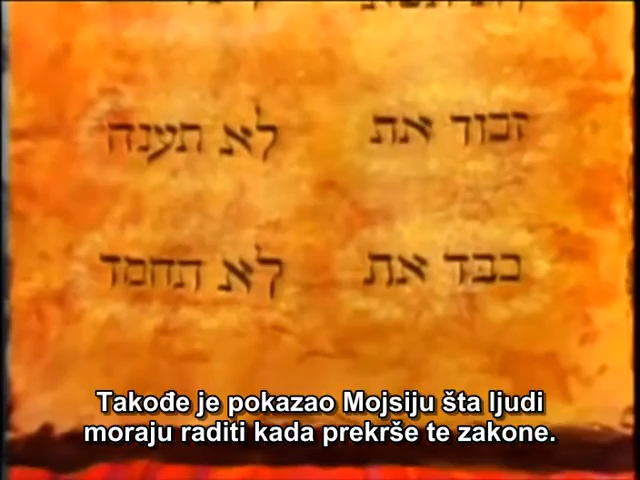 זכור את לא תענה
כבד את לא תחמד
Takođe je pokazao Mojsiju šta ljudi
moraju raditi kada prekrše te zakone.